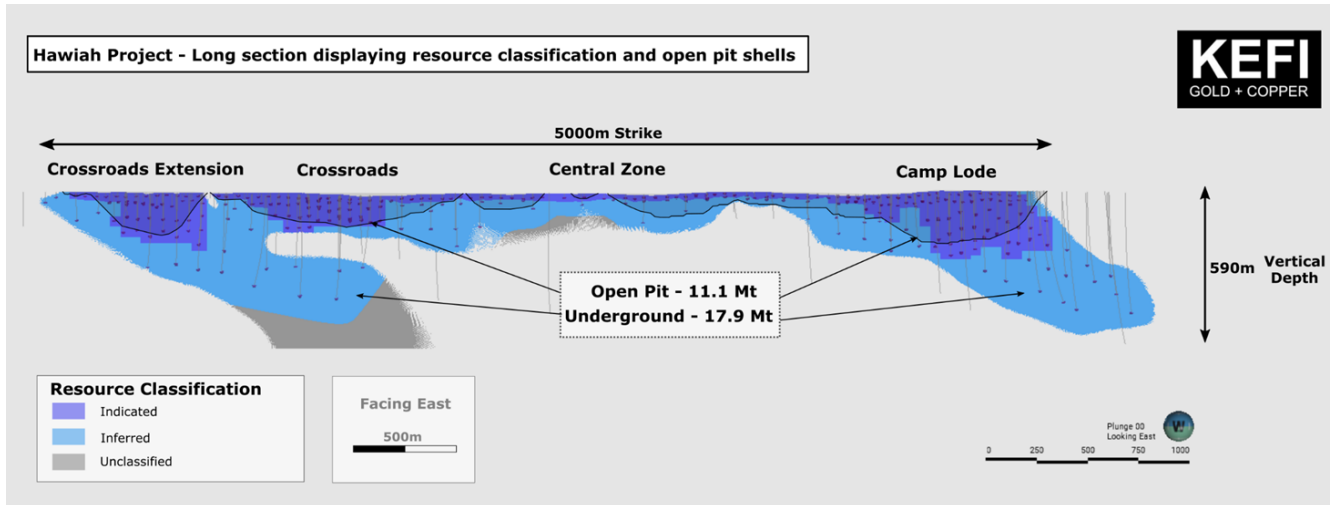 Hawiah Project - Long section displaying resource classification and open pit shells
KEFI
GOLD + COPPER
5000m Strike
Crossroads Extension
Crossroads
Central Zone
Camp Lode
590m
Vertical
Depth
Open Pit - 11.1 Mt
Underground - 17.9 Mt
Resource Classification
Indicated
Inferred
Unclassified
Facing East
500m
Plunge 00
Looking East
0 250 500 750 1000